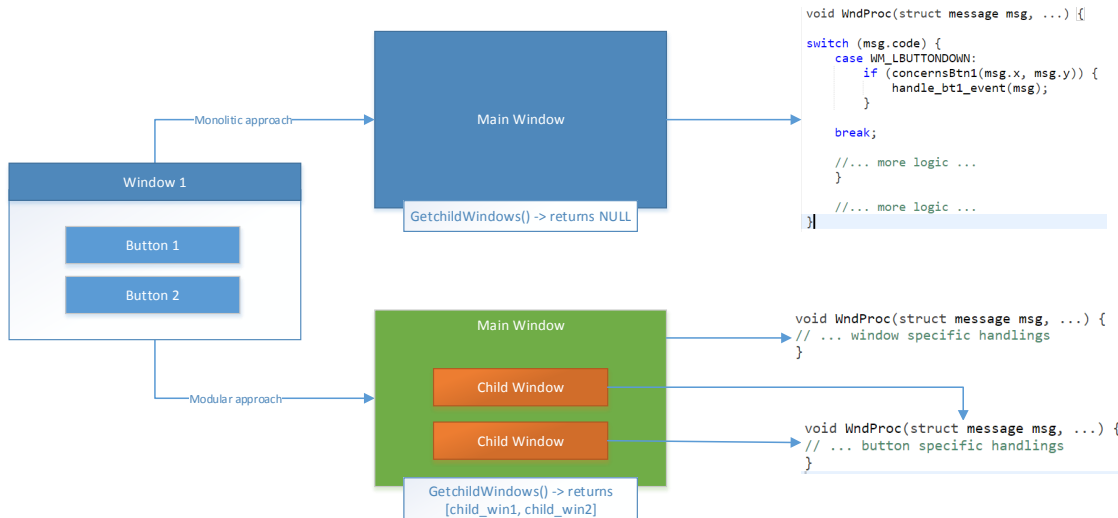 Window 1
Button 1
Button 2
Monolitic approach
Main Window
GetchildWindows() -> returns NULL
void WndProc(struct message msg, ...) {
switch (msg.code) {
case WM_LBUTTONDOWN:
if (concernsBtn1(msg.x, msg.y)) {
handle_bt1_event(msg);
}
break;
//... more logic ...
}
//... more logic ...
}
Modular approach
Main Window
Child Window
Child Window
GetchildWindows() -> returns
[child_win1, child_win2]
void WndProc(struct message msg, ...) {
// ... window specific handlings
}
void WndProc(struct message msg, ...) {
// ... button specific handlings
}